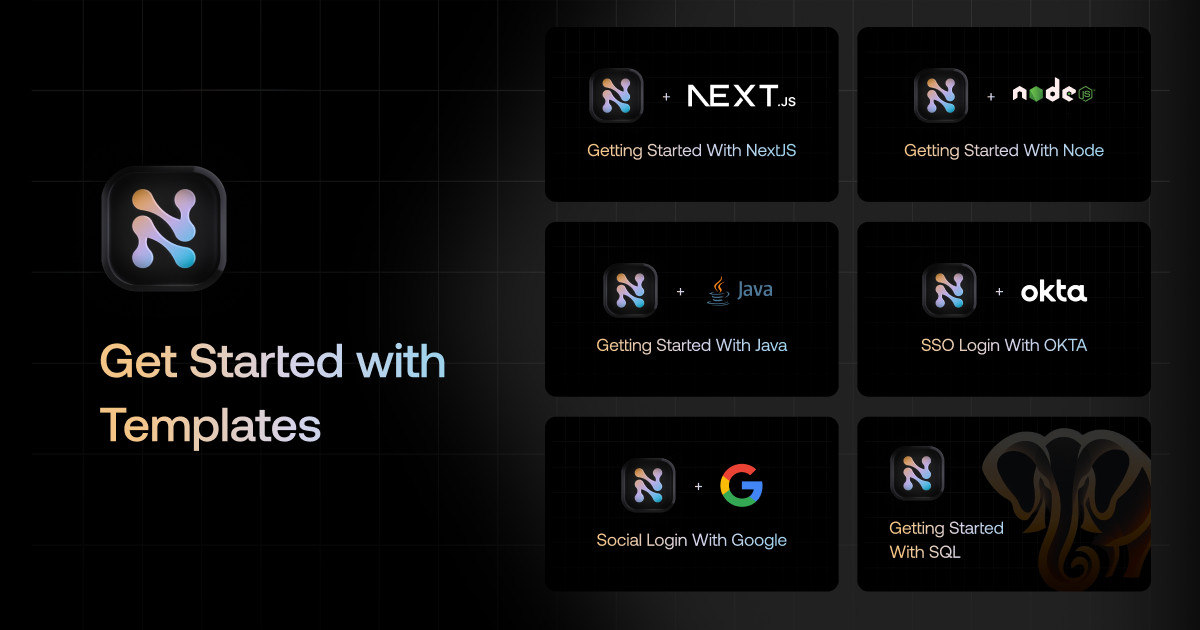 Get Started with
Templates
+ NEXT.JS
Getting Started With NextJS
+ node JS
Getting Started With Node
+ Java
Getting Started With Java
+ okta
SSO Login With OKTA
+ G
Social Login With Google
Getting Started
With SQL